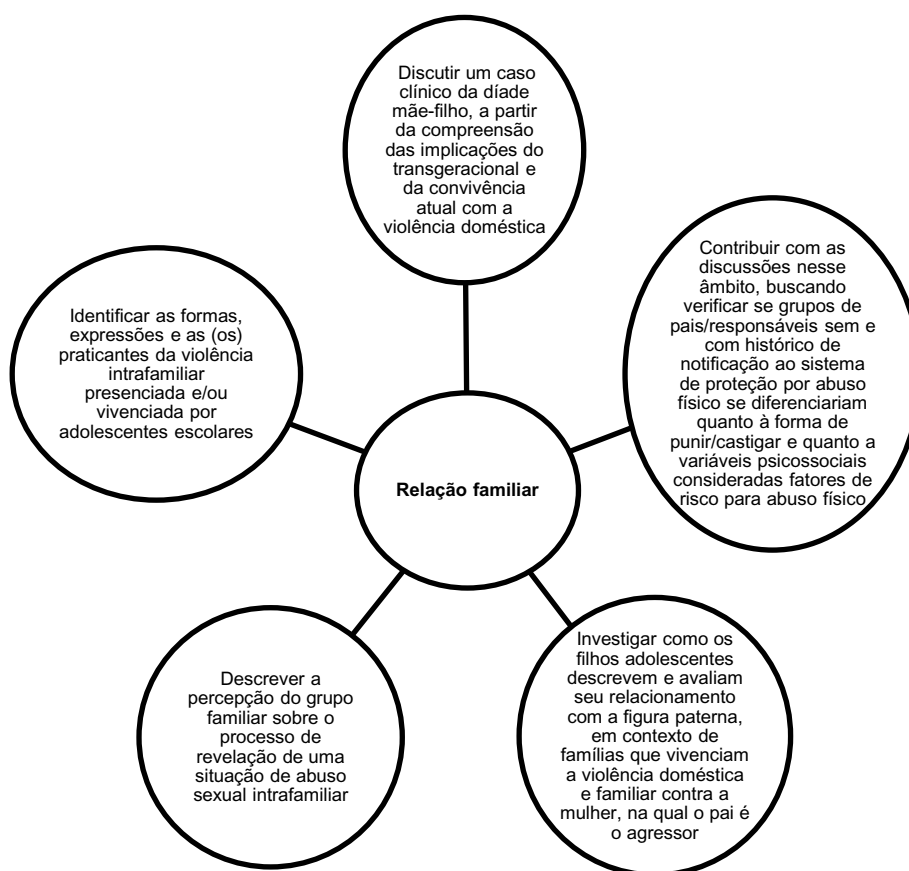 Discutir um caso
clínico da díade
mãe-filho, a partir
da compreensão
das implicações do
transgeracional e
da convivência
atual com a
violência doméstica
Contribuir com as
discussões nesse
âmbito, buscando
verificar se grupos de
pais/responsáveis sem e
com histórico de
notificação ao sistema
de proteção por abuso
físico se diferenciariam
quanto à forma de
punir/castigar e quanto a
variáveis psicossociais
consideradas fatores de
risco para abuso físico
Identificar as formas,
expressões e as (os)
praticantes da violência
intrafamiliar
presenciada e/ou
vivenciada por
adolescentes escolares
Relação familiar
Descrever a
percepção do grupo
familiar sobre o
processo de
revelação de uma
situação de abuso
sexual intrafamiliar
Investigar como os
filhos adolescentes
descrevem e avaliam
seu relacionamento
com a figura paterna,
em contexto de
famílias que vivenciam
a violência doméstica
e familiar contra a
mulher, na qual o pai é
o agressor